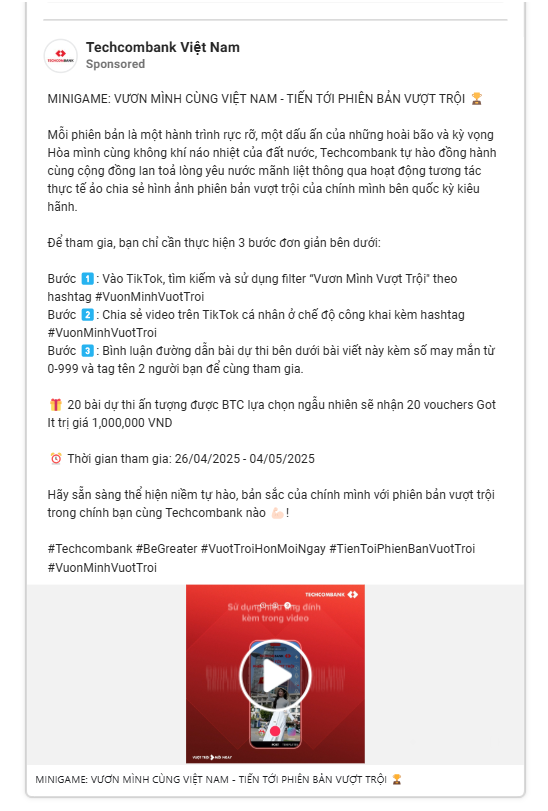 Techcombank Việt Nam
TECHCOMBANK
Sponsored
MINIGAME: VƯƠN MÌNH CÙNG VIỆT NAM - TIẾN TỚI PHIÊN BẢN VƯỢT TRỘI 🏆
Mỗi phiên bản là một hành trình rực rỡ, một dấu ấn của những hoài bão và kỳ vọng
Hòa mình cùng không khí náo nhiệt của đất nước, Techcombank tự hào đồng hành
cùng cộng đồng lan toả lòng yêu nước mãnh liệt thông qua hoạt động tương tác
thực tế ảo chia sẻ hình ảnh phiên bản vượt trội của chính mình bên quốc kỳ kiêu
hãnh.
Để tham gia, bạn chỉ cần thực hiện 3 bước đơn giản bên dưới:
Bước 1️⃣: Vào TikTok, tìm kiếm và sử dụng filter “Vươn Mình Vượt Trội" theo
hashtag #VuonMinhVuotTroi
Bước 2️⃣: Chia sẻ video trên TikTok cá nhân ở chế độ công khai kèm hashtag
#VuonMinhVuotTroi
Bước 3️⃣: Bình luận đường dẫn bài dự thi bên dưới bài viết này kèm số may mắn từ
0-999 và tag tên 2 người bạn để cùng tham gia.
🎁 20 bài dự thi ấn tượng được BTC lựa chọn ngẫu nhiên sẽ nhận 20 vouchers Got
It trị giá 1,000,000 VND
⏰ Thời gian tham gia: 26/04/2025 - 04/05/2025
Hãy sẵn sàng thể hiện niềm tự hào, bản sắc của chính mình với phiên bản vượt trội
trong chính bạn cùng Techcombank nào 💪🏻!
#Techcombank #BeGreater #VuotTroiHonMoiNgay #TienToiPhienBanVuotTroi
#VuonMinhVuotTroi
TECHCOMBANK
Sử dụng hiệu ứng đính
kèm trong video
VƯỢT TRỘI MỖI NGÀY
MINIGAME: VƯƠN MÌNH CÙNG VIỆT NAM - TIẾN TỚI PHIÊN BẢN VƯỢT TRỘI 🏆